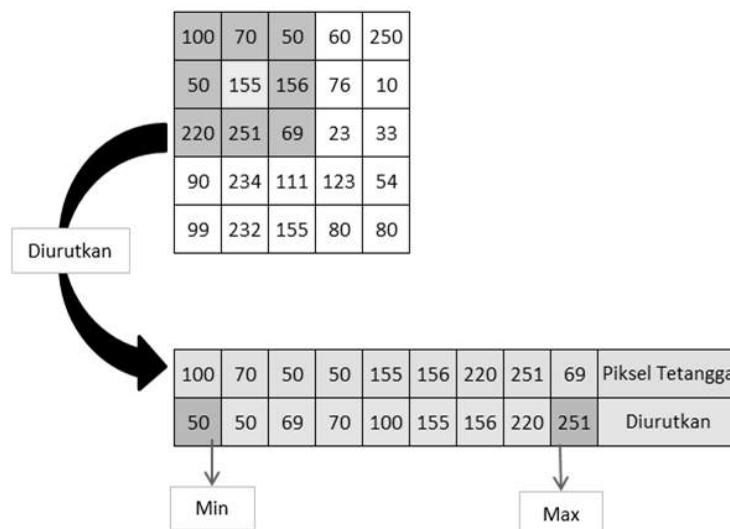 100 70 50 60 250
50 155 156 76 10
220 251 69 23 33
90 234 111 123 54
99 232 155 80 80
Diurutkan
100 70 50 50 155 156 220 251 69 Piksel Tetangga
50 50 69 70 100 155 156 220 251 Diurutkan
Min
Max